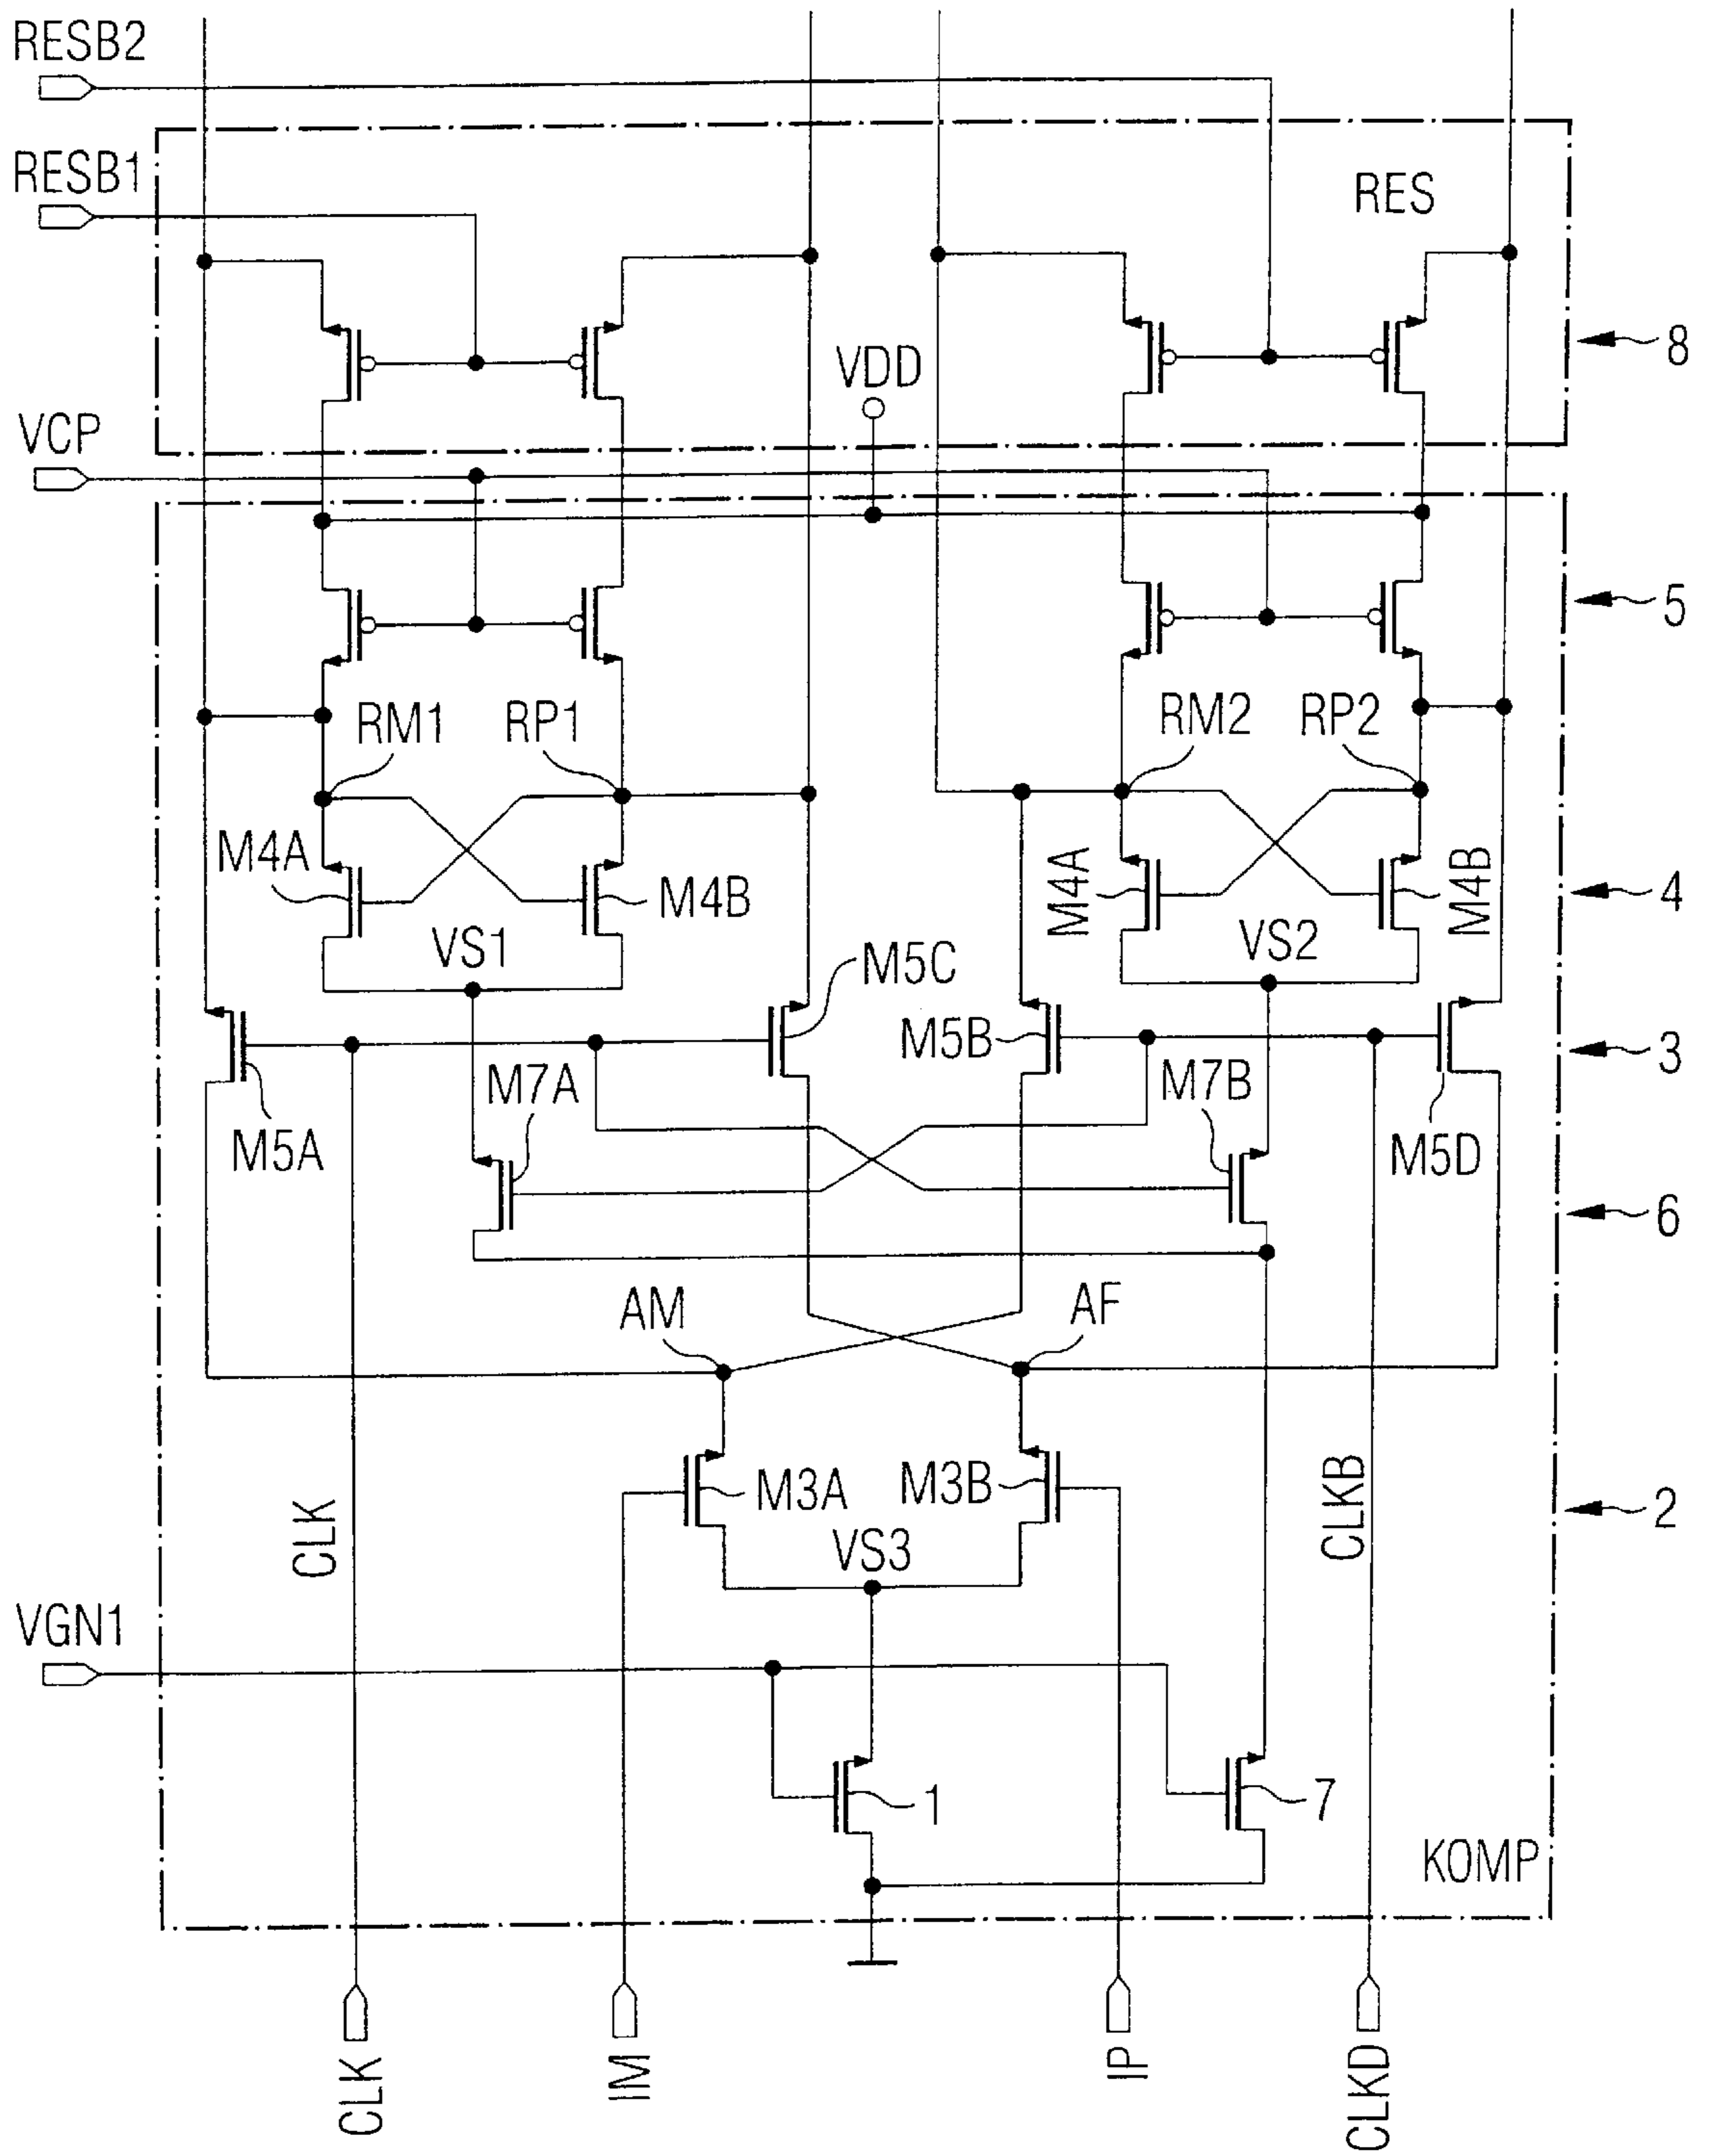 RESB2
RESB1
RES
8
VDD
VCP
5
RM1
RP1
RM2
RP2
M4A
M4B
M4A
M4B
4
VS1
VS2
M5C
M5B
3
M7A
M7B
M5A
M5D
6
AM
AF
M3A
M3B
CLK
CLKB
2
VS3
VGN1
1
7
KOMP
CLK
IM
IP
CLKD